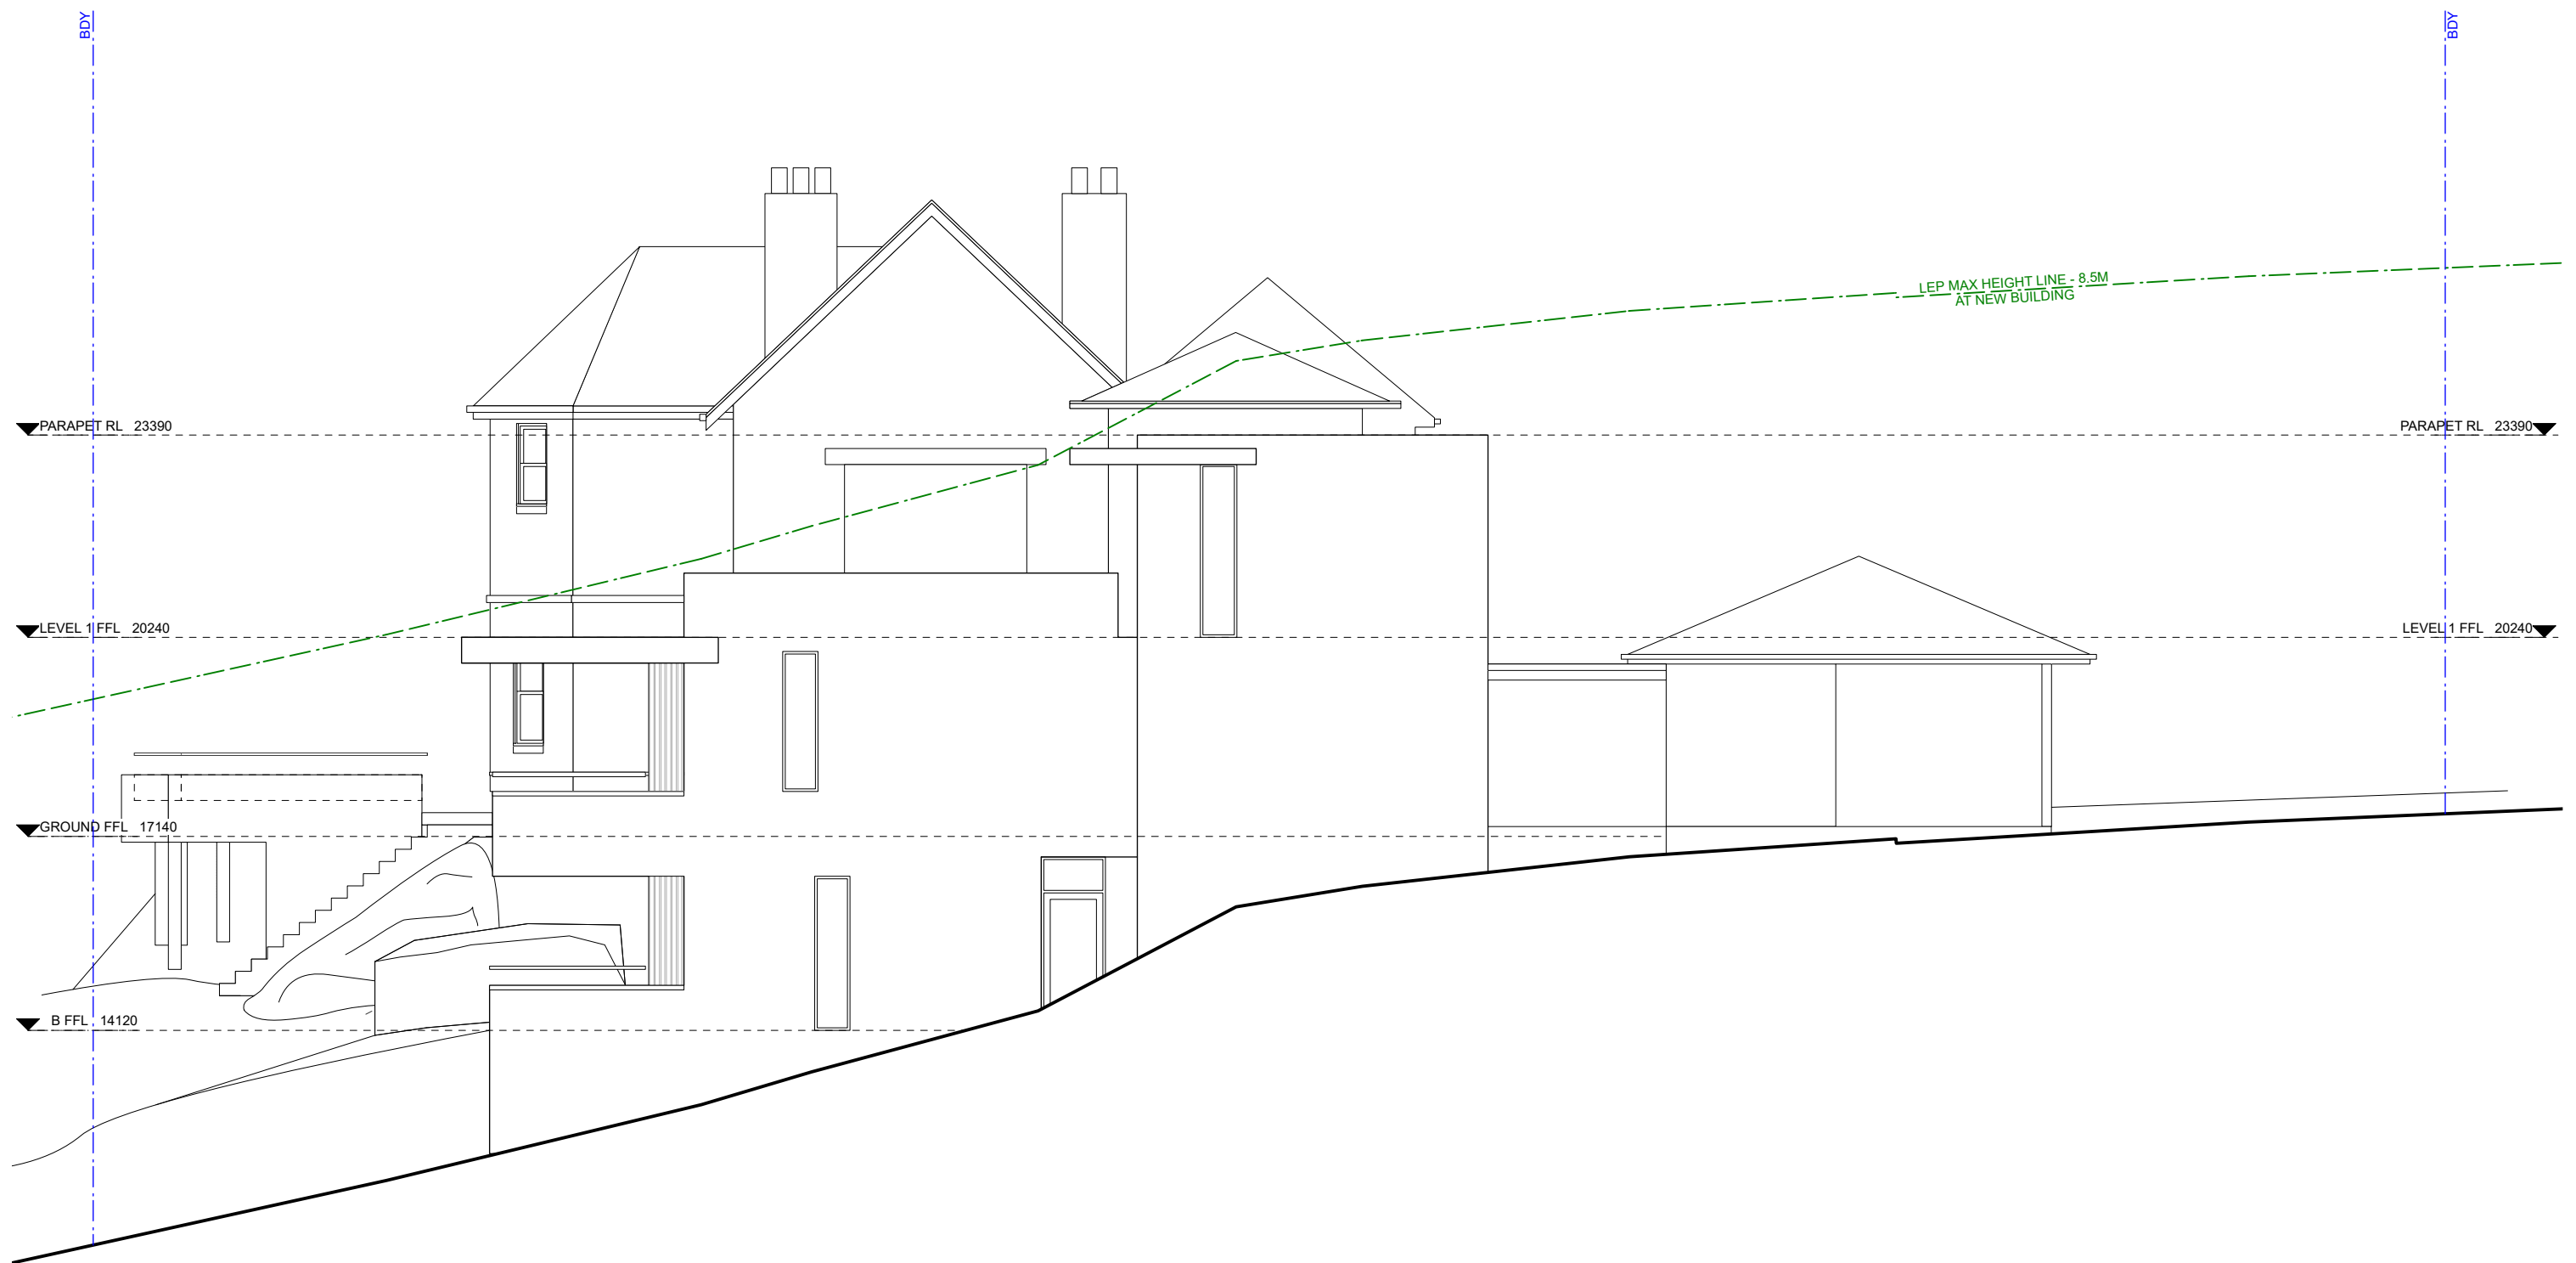 BDY
BDY
LEP MAX HEIGHT LINE - 8.5M
AT NEW BUILDING
PARAPET RL 23390
PARAPET RL 23390
LEVEL 1 FFL 20240
LEVEL 1 FFL 20240
GROUND FFL 17140
B FFL 14120